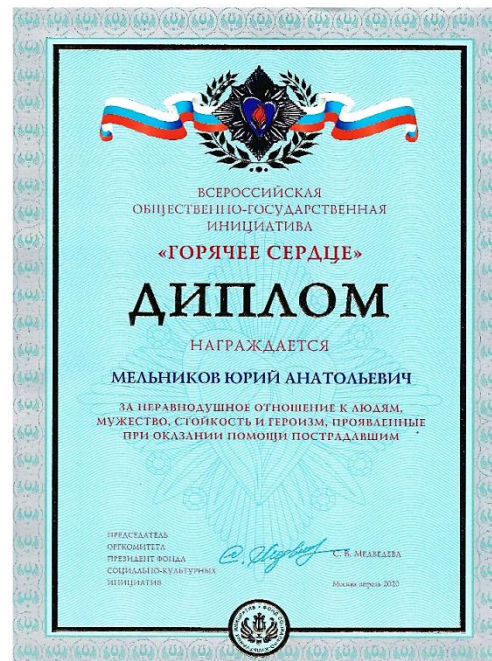 ВСЕРОССИЙСКАЯ
ОБЩЕСТВЕННО-ГОСУДАРСТВЕННАЯ
ИНИЦИАТИВА
«ГОРЯЧЕЕ СЕРДЦЕ»
ДИПЛОМ
НАГРАЖДАЕТСЯ
МЕЛЬНИКОВ ЮРИЙ АНАТОЛЬЕВИЧ
ЗА НЕРАВНОДУШНОЕ ОТНОШЕНИЕ К ЛЮДЯМ,
МУЖЕСТВО, СТОЙКОСТЬ И ГЕРОИЗМ, ПРОЯВЛЕННЫЕ
ПРИ ОКАЗАНИИ ПОМОЩИ ПОСТРАДАВШИМ
ПРЕДСЕДАТЕЛЬ
ОРГКОМИТЕТА
ПРЕЗИДЕНТ ФОНДА
СОЦИАЛЬНО-КУЛЬТУРНЫХ
ИНИЦИАТИВ
С. В. МЕДВЕДЕВА
Москва апрель 2020